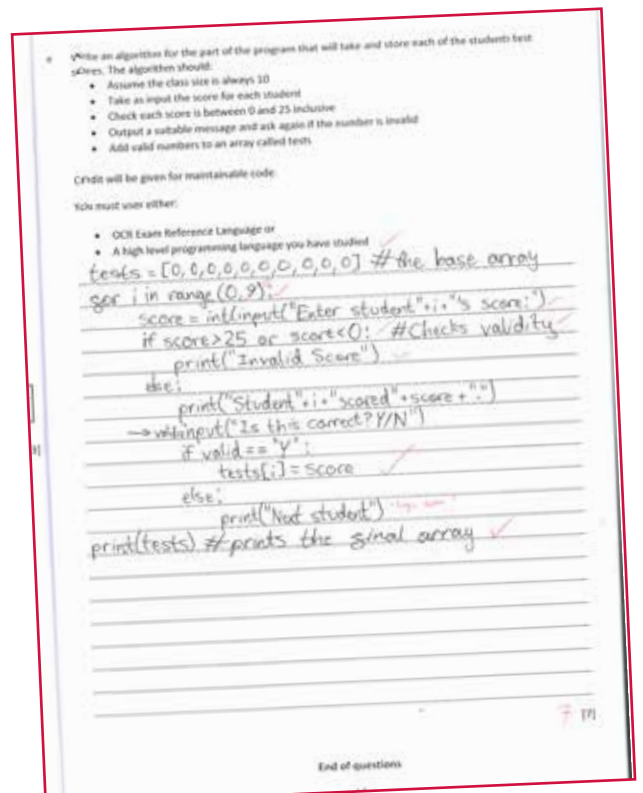 e Write an algorithm for the part of the program that will take and store each of the students test
scores. The algorithm should:
• Assume the class size is always 10
• Take as input the score for each student
• Check each score is between 0 and 25 inclusive
• Output a suitable message and ask again if the number is invalid
• Add valid numbers to an array called tests
Credit will be given for maintainable code
You must user either:
• OCR Exam Reference Language or
• A high level programming language you have studied
tests = [0,0,0,0,0,0,0,0,0,0] #the base array
for i in range(0,9):
score = int(input("Enter student"+i+"'s score:")
if score>25 or score<0: #Checks validity
print("Invalid Score")
else:
print("Student"+i+"scored"+score+".")
→ input("Is this correct? Y/N")
if valid == "Y":
tests[i] = score
else:
print("Next student")
print(tests) #prints the final array
7 [7]
End of questions